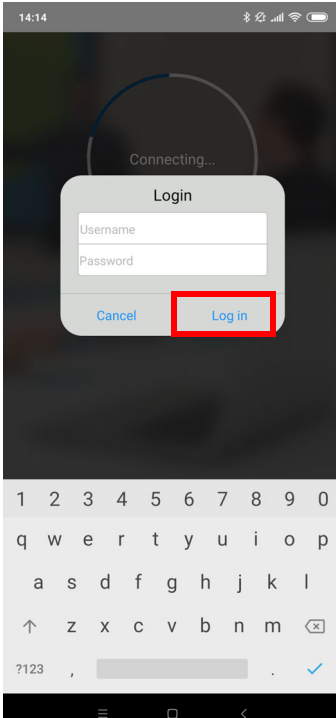 14:14
Connecting...
Login
Username
Password
Cancel
Log in
1 2 3 4 5 6 7 8 9 0
q w e r t y u i o p
a s d f g h j k l
z x c v b n m
?123 , .